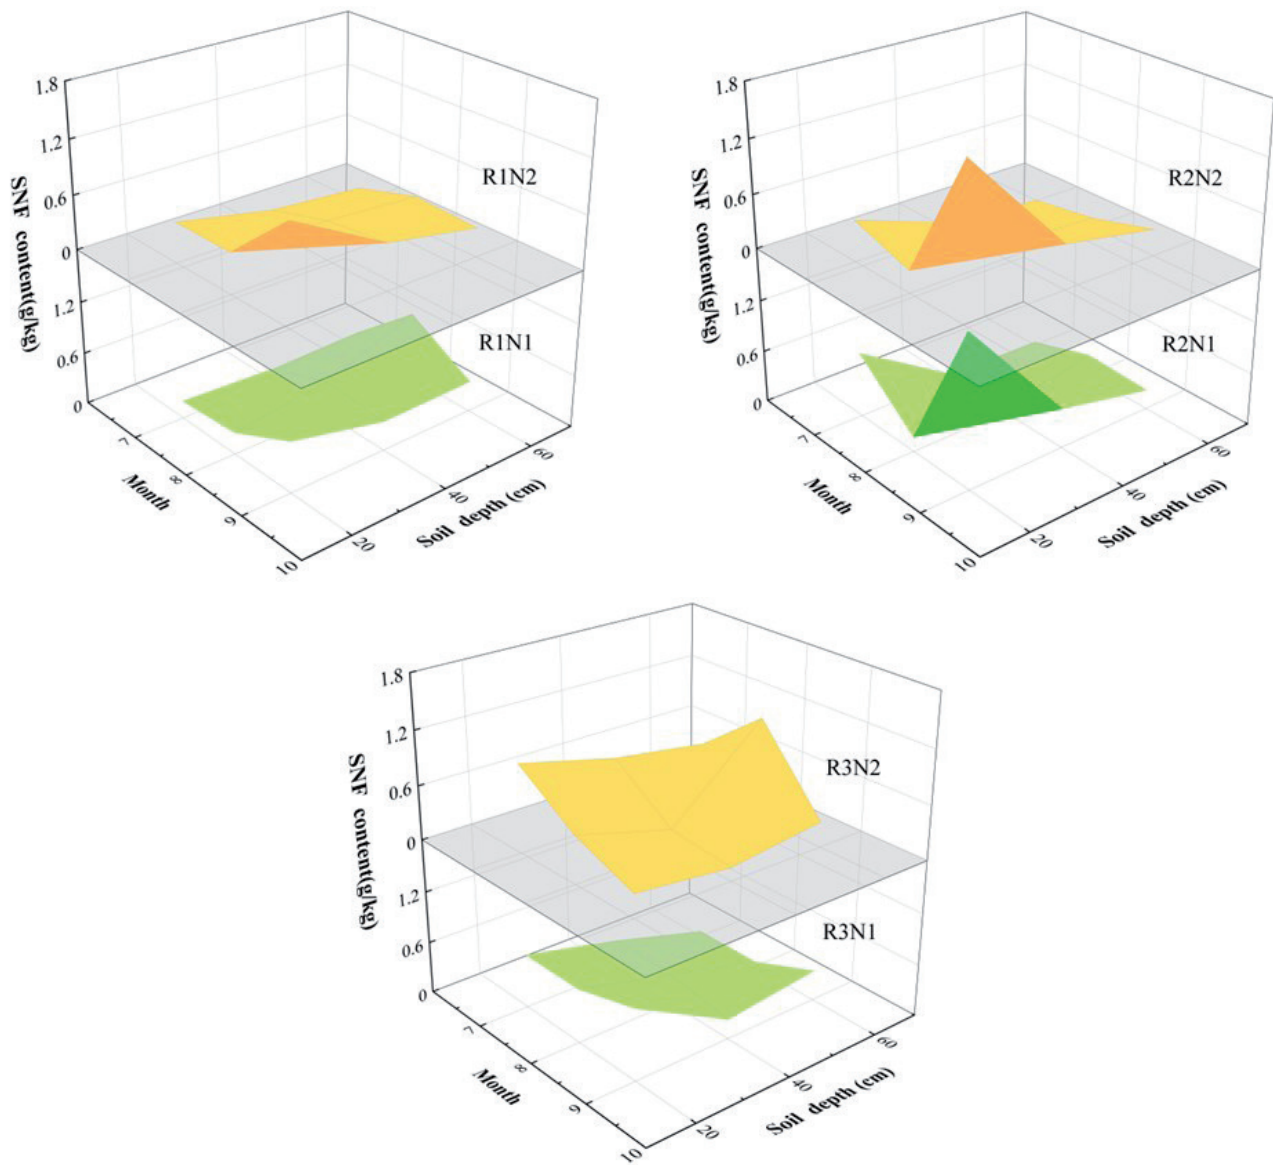 1.8
1.2
0.6
0
1.2
0.6
0
SNF content(g/kg)
R1N2
R1N1
7
8
9
10
Month
20
40
60
Soil depth (cm)
1.8
1.2
0.6
0
1.2
0.6
0
SNF content(g/kg)
R2N2
R2N1
7
8
9
10
Month
20
40
60
Soil depth (cm)
1.8
1.2
0.6
0
1.2
0.6
0
SNF content(g/kg)
R3N2
R3N1
7
8
9
10
Month
20
40
60
Soil depth (cm)